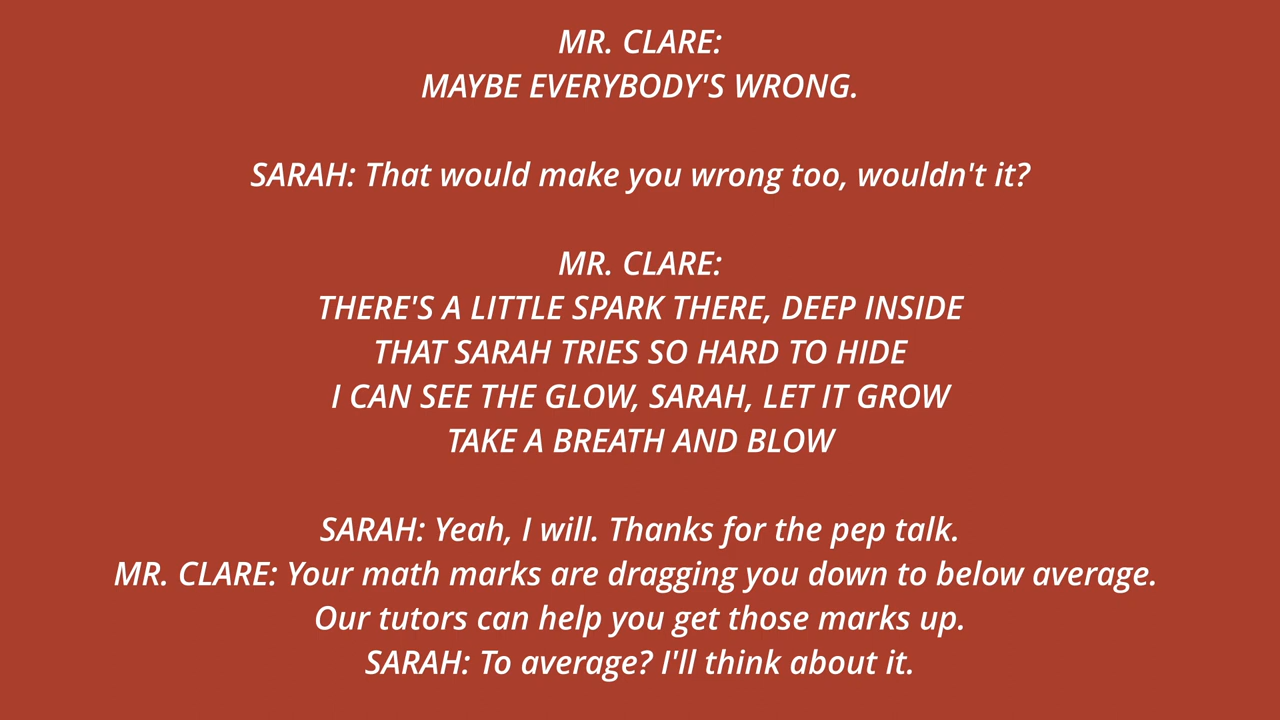 MR. CLARE:
MAYBE EVERYBODY'S WRONG.
SARAH: That would make you wrong too, wouldn't it?
MR. CLARE:
THERE'S A LITTLE SPARK THERE, DEEP INSIDE
THAT SARAH TRIES SO HARD TO HIDE
I CAN SEE THE GLOW, SARAH, LET IT GROW
TAKE A BREATH AND BLOW
SARAH: Yeah, I will. Thanks for the pep talk.
MR. CLARE: Your math marks are dragging you down to below average.
Our tutors can help you get those marks up.
SARAH: To average? I'll think about it.